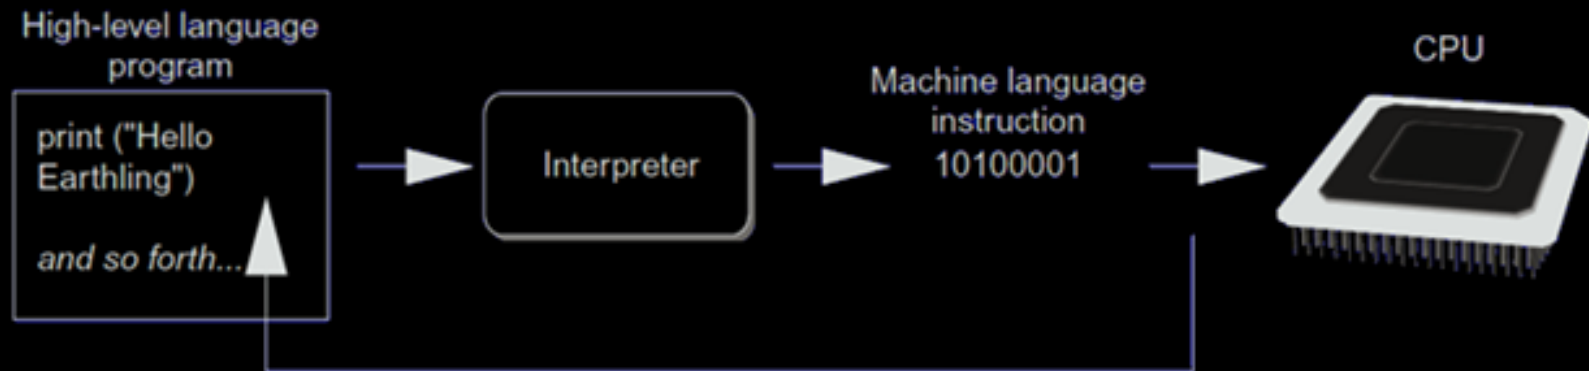 High-level language
program
print ("Hello
Earthling")
and so forth...
Interpreter
Machine language
instruction
10100001
CPU